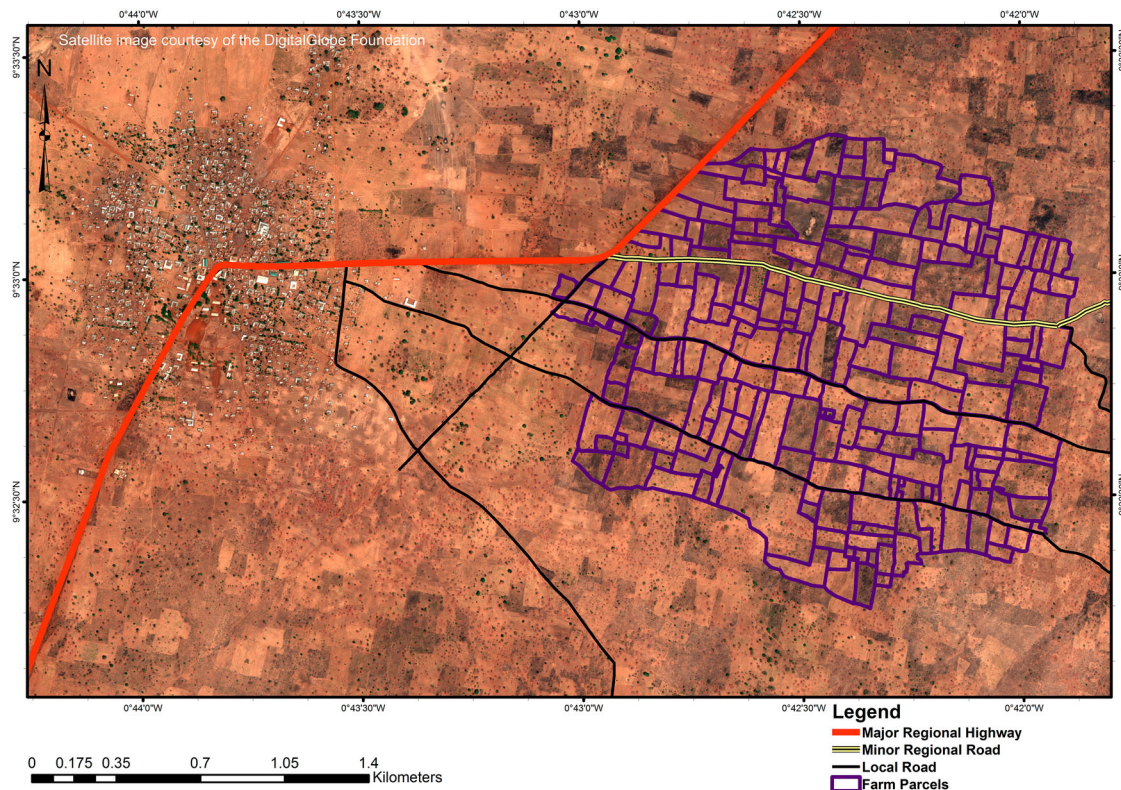 0°44'0"W 0°43'30"W 0°43'0"W 0°42'30"W 0°42'0"W
Satellite image courtesy of the DigitalGlobe Foundation
N
9°33'30"N
9°33'0"N
9°32'30"N
0°44'0"W 0°43'30"W 0°43'0"W 0°42'30"W 0°42'0"W
Legend
Major Regional Highway
Minor Regional Road
Local Road
Farm Parcels
0 0.175 0.35 0.7 1.05 1.4
Kilometers